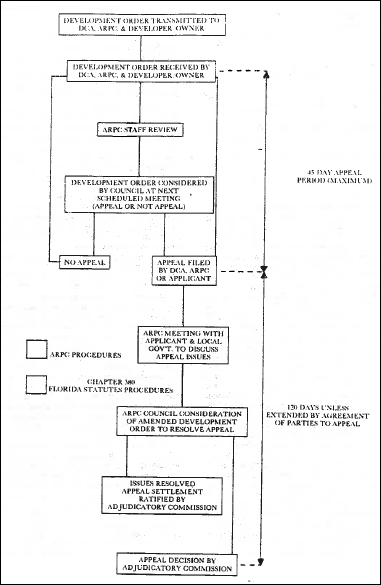 DEVELOPMENT ORDER TRANSMITTED TO
DCA, ARPC, & DEVELOPER/OWNER
DEVELOPMENT ORDER RECEIVED BY
DCA, ARPC, & DEVELOPER/OWNER
ARPC STAFF REVIEW
45 DAY APPEAL
PERIOD (MAXIMUM)
DEVELOPMENT ORDER CONSIDERED
BY COUNCIL AT NEXT
SCHEDULED MEETING
(APPEAL OR NOT APPEAL)
NO APPEAL
APPEAL FILED
BY DCA, ARPC
OR APPLICANT
ARPC MEETING WITH
APPLICANT & LOCAL
GOV'T. TO DISCUSS
APPEAL ISSUES
ARPC PROCEDURES
CHAPTER 380
FLORIDA STATUTES PROCEDURES
120 DAYS UNLESS
EXTENDED BY AGREEMENT
OF PARTIES TO APPEAL
ARPC COUNCIL CONSIDERATION
OF AMENDED DEVELOPMENT
ORDER TO RESOLVE APPEAL
ISSUES RESOLVED
APPEAL SETTLEMENT
RATIFIED BY
ADJUDICATORY COMMISSION
APPEAL DECISION BY
ADJUDICATORY COMMISSION